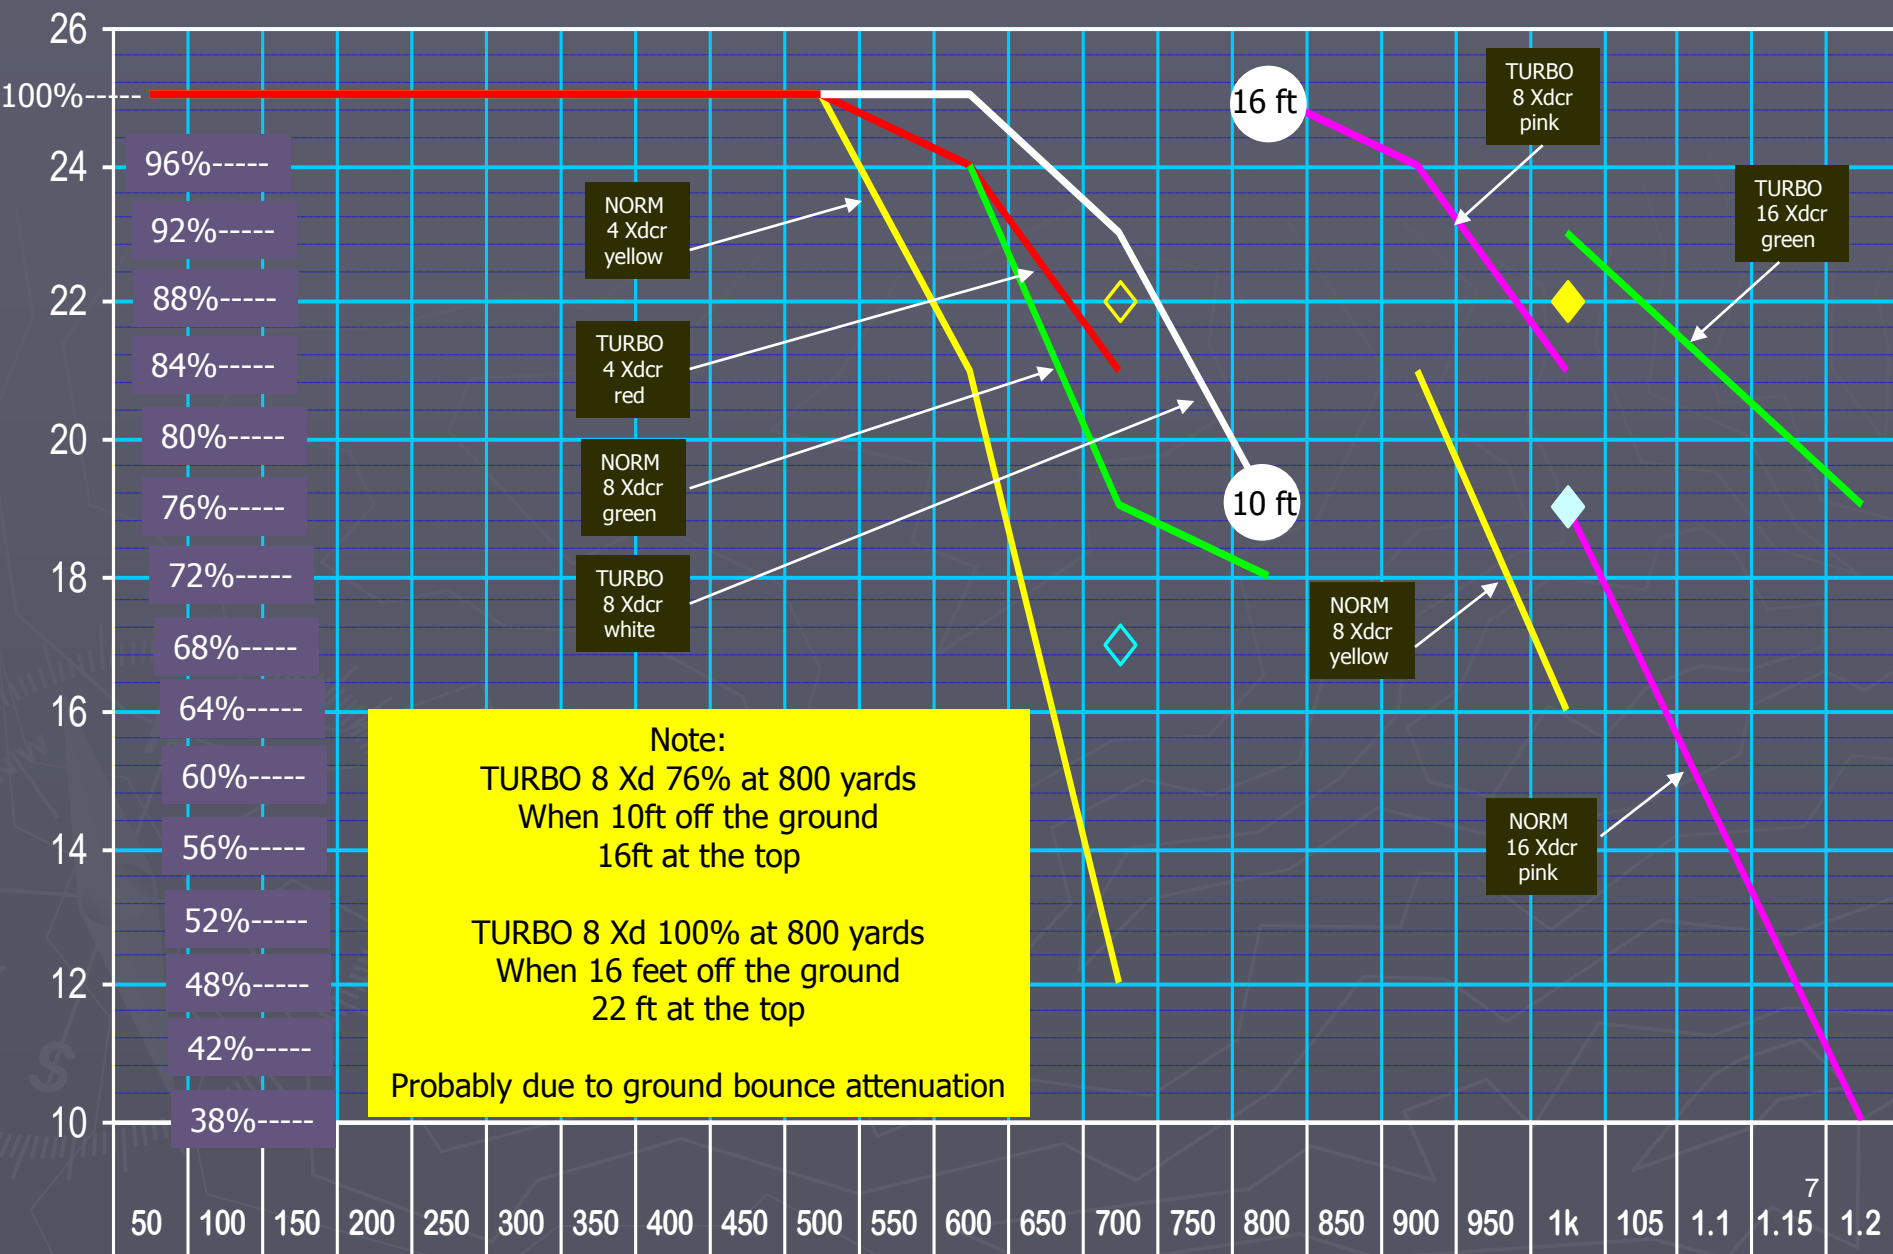 26
100%-----
96%-----
24
92%-----
88%-----
22
84%-----
80%-----
20
76%-----
72%-----
18
68%-----
64%-----
16
60%-----
56%-----
14
52%-----
48%-----
12
42%-----
38%-----
10
NORM
4 Xdcr
yellow
TURBO
4 Xdcr
red
NORM
8 Xdcr
green
TURBO
8 Xdcr
white
16 ft
10 ft
TURBO
8 Xdcr
pink
TURBO
16 Xdcr
green
NORM
8 Xdcr
yellow
NORM
16 Xdcr
pink
Note:
TURBO 8 Xd 76% at 800 yards
When 10ft off the ground
16ft at the top
TURBO 8 Xd 100% at 800 yards
When 16 feet off the ground
22 ft at the top
Probably due to ground bounce attenuation
7
50 100 150 200 250 300 350 400 450 500 550 600 650 700 750 800 850 900 950 1k 105 1.1 1.15 1.2